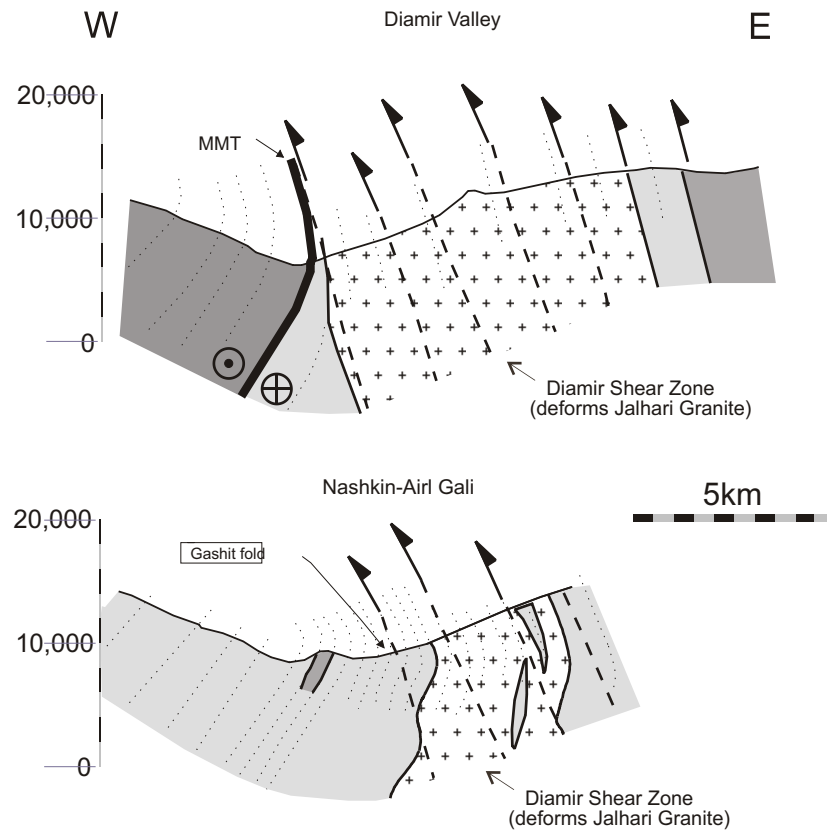 Diamir Valley
W
E
20,000
MMT
10,000
0
Diamir Shear Zone
(deforms Jalhari Granite)
Nashkin-Airl Gali
5km
20,000
Gashit fold
10,000
0
Diamir Shear Zone
(deforms Jalhari Granite)